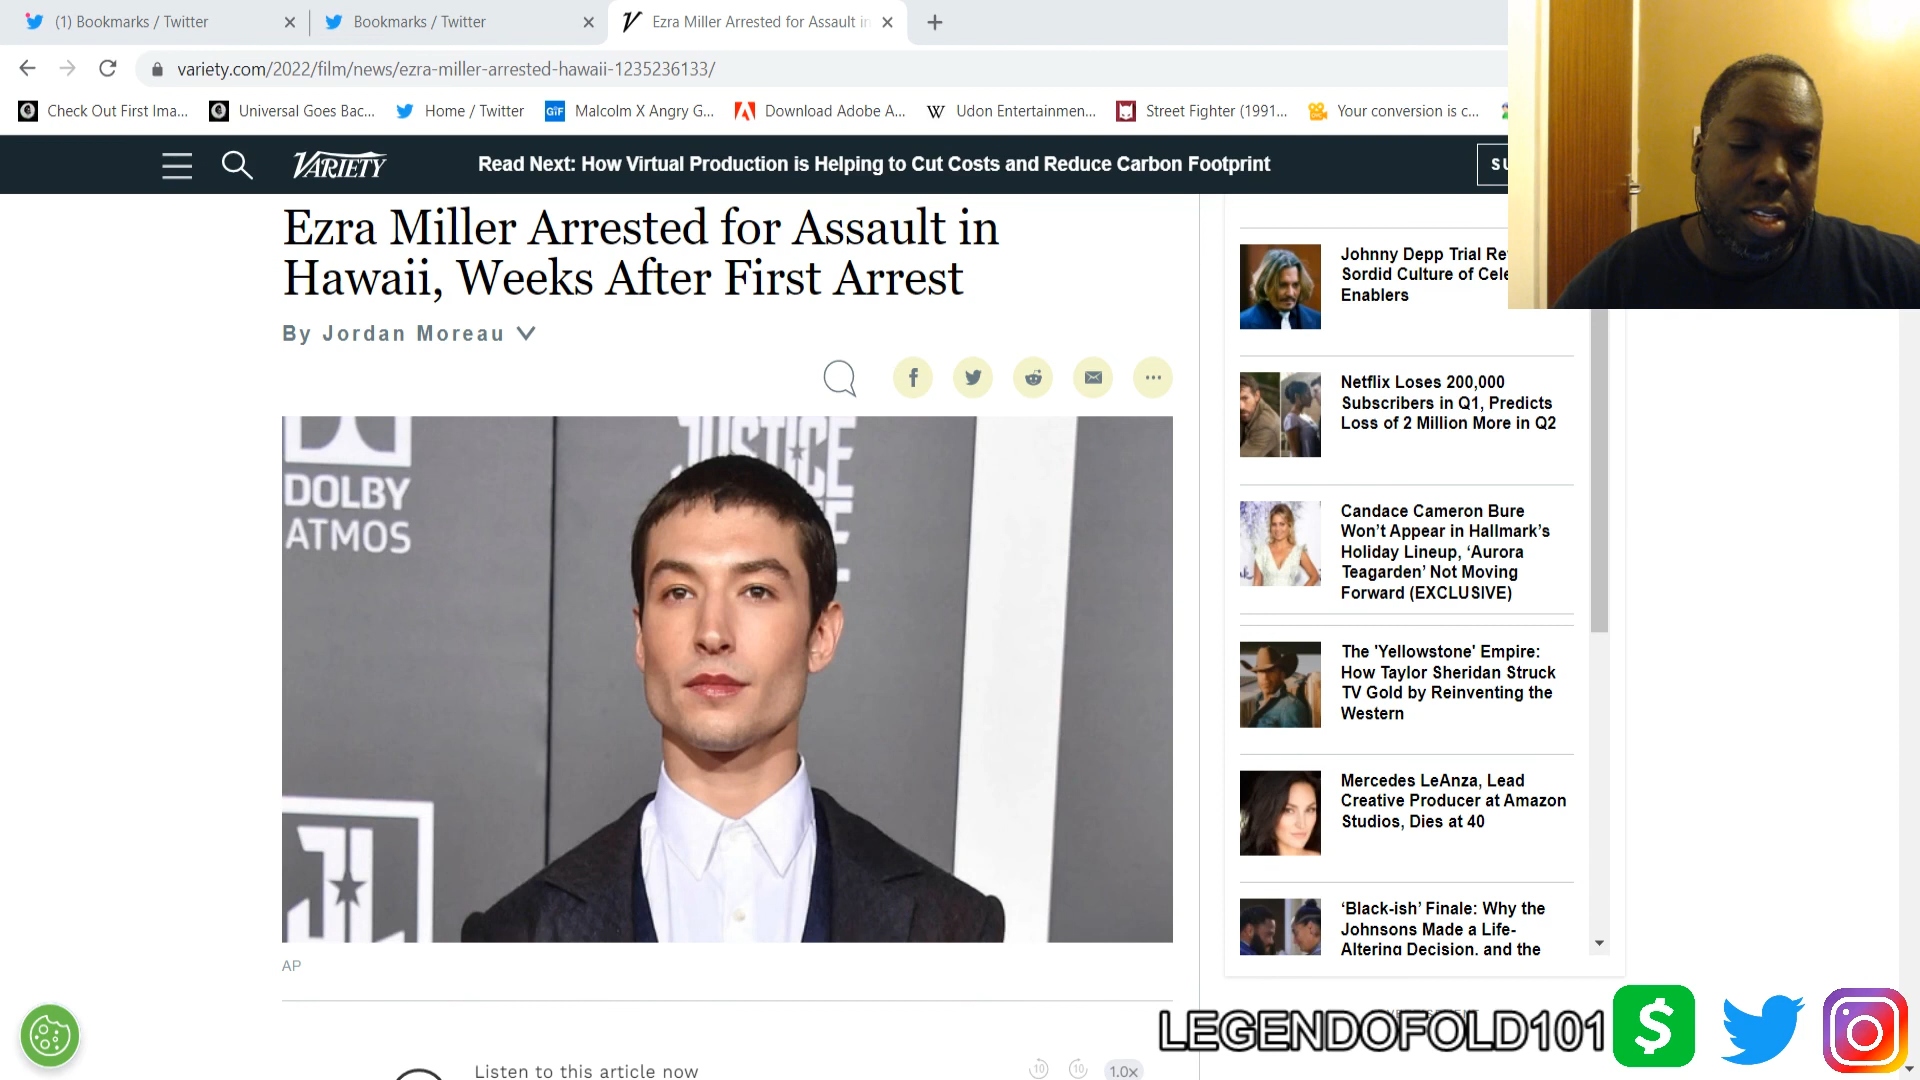 (1) Bookmarks / Twitter
Bookmarks / Twitter
Ezra Miller Arrested for Assault in
variety.com/2022/film/news/ezra-miller-arrested-hawaii-1235236133/
Check Out First Ima...
Universal Goes Bac...
Home / Twitter
GIF
Malcolm X Angry G...
Download Adobe A...
W
Udon Entertainmen...
Street Fighter (1991...
Your conversion is c...
VARIETY
Read Next: How Virtual Production is Helping to Cut Costs and Reduce Carbon Footprint
SU
Ezra Miller Arrested for Assault in
Hawaii, Weeks After First Arrest
By Jordan Moreau
DOLBY
ATMOS
JUSTICE
JL
AP
Listen to this article now
10
10
1.0x
Johnny Depp Trial Re
Sordid Culture of Cele
Enablers
Netflix Loses 200,000
Subscribers in Q1, Predicts
Loss of 2 Million More in Q2
Candace Cameron Bure
Won't Appear in Hallmark's
Holiday Lineup, 'Aurora
Teagarden' Not Moving
Forward (EXCLUSIVE)
The 'Yellowstone' Empire:
How Taylor Sheridan Struck
TV Gold by Reinventing the
Western
Mercedes LeAnza, Lead
Creative Producer at Amazon
Studios, Dies at 40
'Black-ish' Finale: Why the
Johnsons Made a Life-
Altering Decision, and the
LEGENDOFOLD101
$